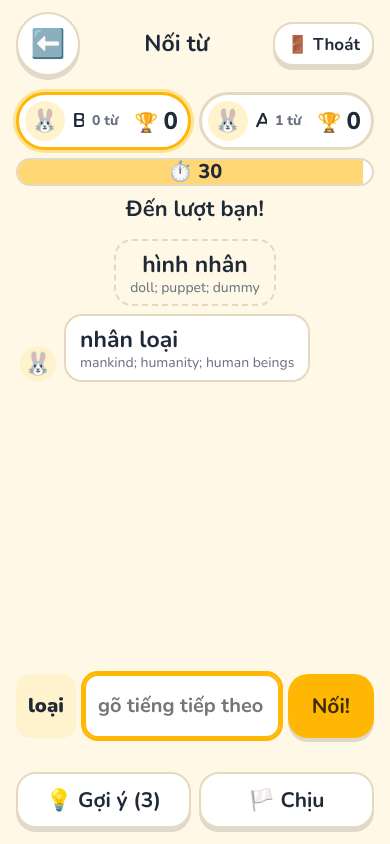 Nối từ
Thoát
B 0 từ 0
A 1 từ 0
30
Đến lượt bạn!
hình nhân
doll; puppet; dummy
nhân loại
mankind; humanity; human beings
loại
gõ tiếng tiếp theo
Nối!
Gợi ý (3)
Chịu